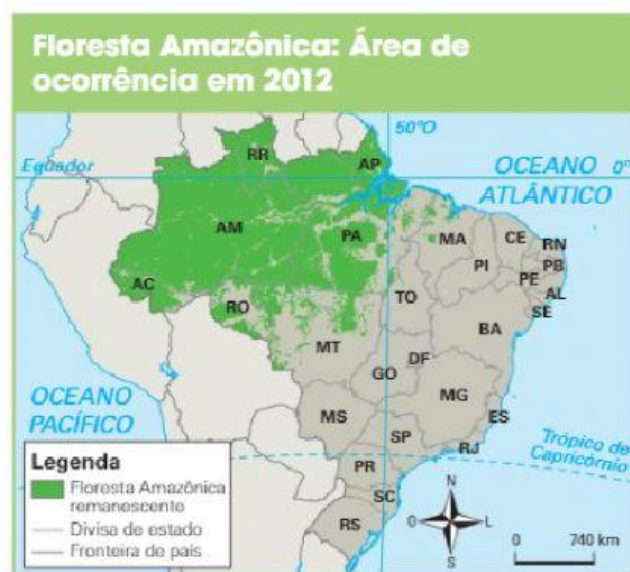 Floresta Amazônica: Área de
ocorrência em 2012
50°O
Equador
RR
AP
OCEANO 0°
ATLÂNTICO
AM
PA
MA
CE
RN
PB
PI
PE
AC
AL
TO
SE
RO
BA
MT
DF
GO
OCEANO
PACÍFICO
MG
MS
ES
SP
RJ
Trópico de
Capricórnio
PR
SC
RS
Legenda
Floresta Amazônica
remanescente
Divisa de estado
Fronteira de país
N
O
L
S
0 740 km